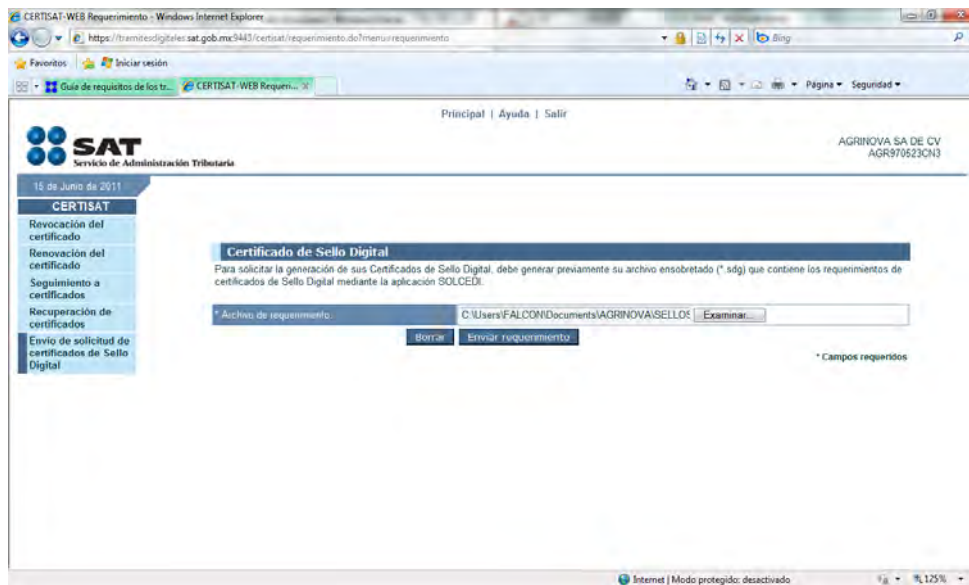 CERTISAT-WEB Requerimiento - Windows Internet Explorer
https://tramitesdigitales.sat.gob.mx:9443/certisat/requerimiento.do?menu=requerimiento
Bing
Favoritos Iniciar sesión
Guia de requisitos de los tr... CERTISAT-WEB Requeri... Página Seguridad
Principal | Ayuda | Salir
SAT
Servicio de Administración Tributaria
AGRINOVA SA DE CV
AGR970523CN3
15 de Junio de 2011
CERTISAT
Revocación del
certificado
Renovación del
certificado
Seguimiento a
certificados
Recuperación de
certificados
Envío de solicitud de
certificados de Sello
Digital
Certificado de Sello Digital
Para solicitar la generación de sus Certificados de Sello Digital, debe generar previamente su archivo ensobretado (*.sdg) que contiene los requerimientos de
certificados de Sello Digital mediante la aplicación SOLCEDI.
* Archivo de requerimiento C:\Users\FALCON\Documents\AGRINOVA\SELLOS Examinar...
Borrar Enviar requerimiento
* Campos requeridos
Internet | Modo protegido: desactivado 125%